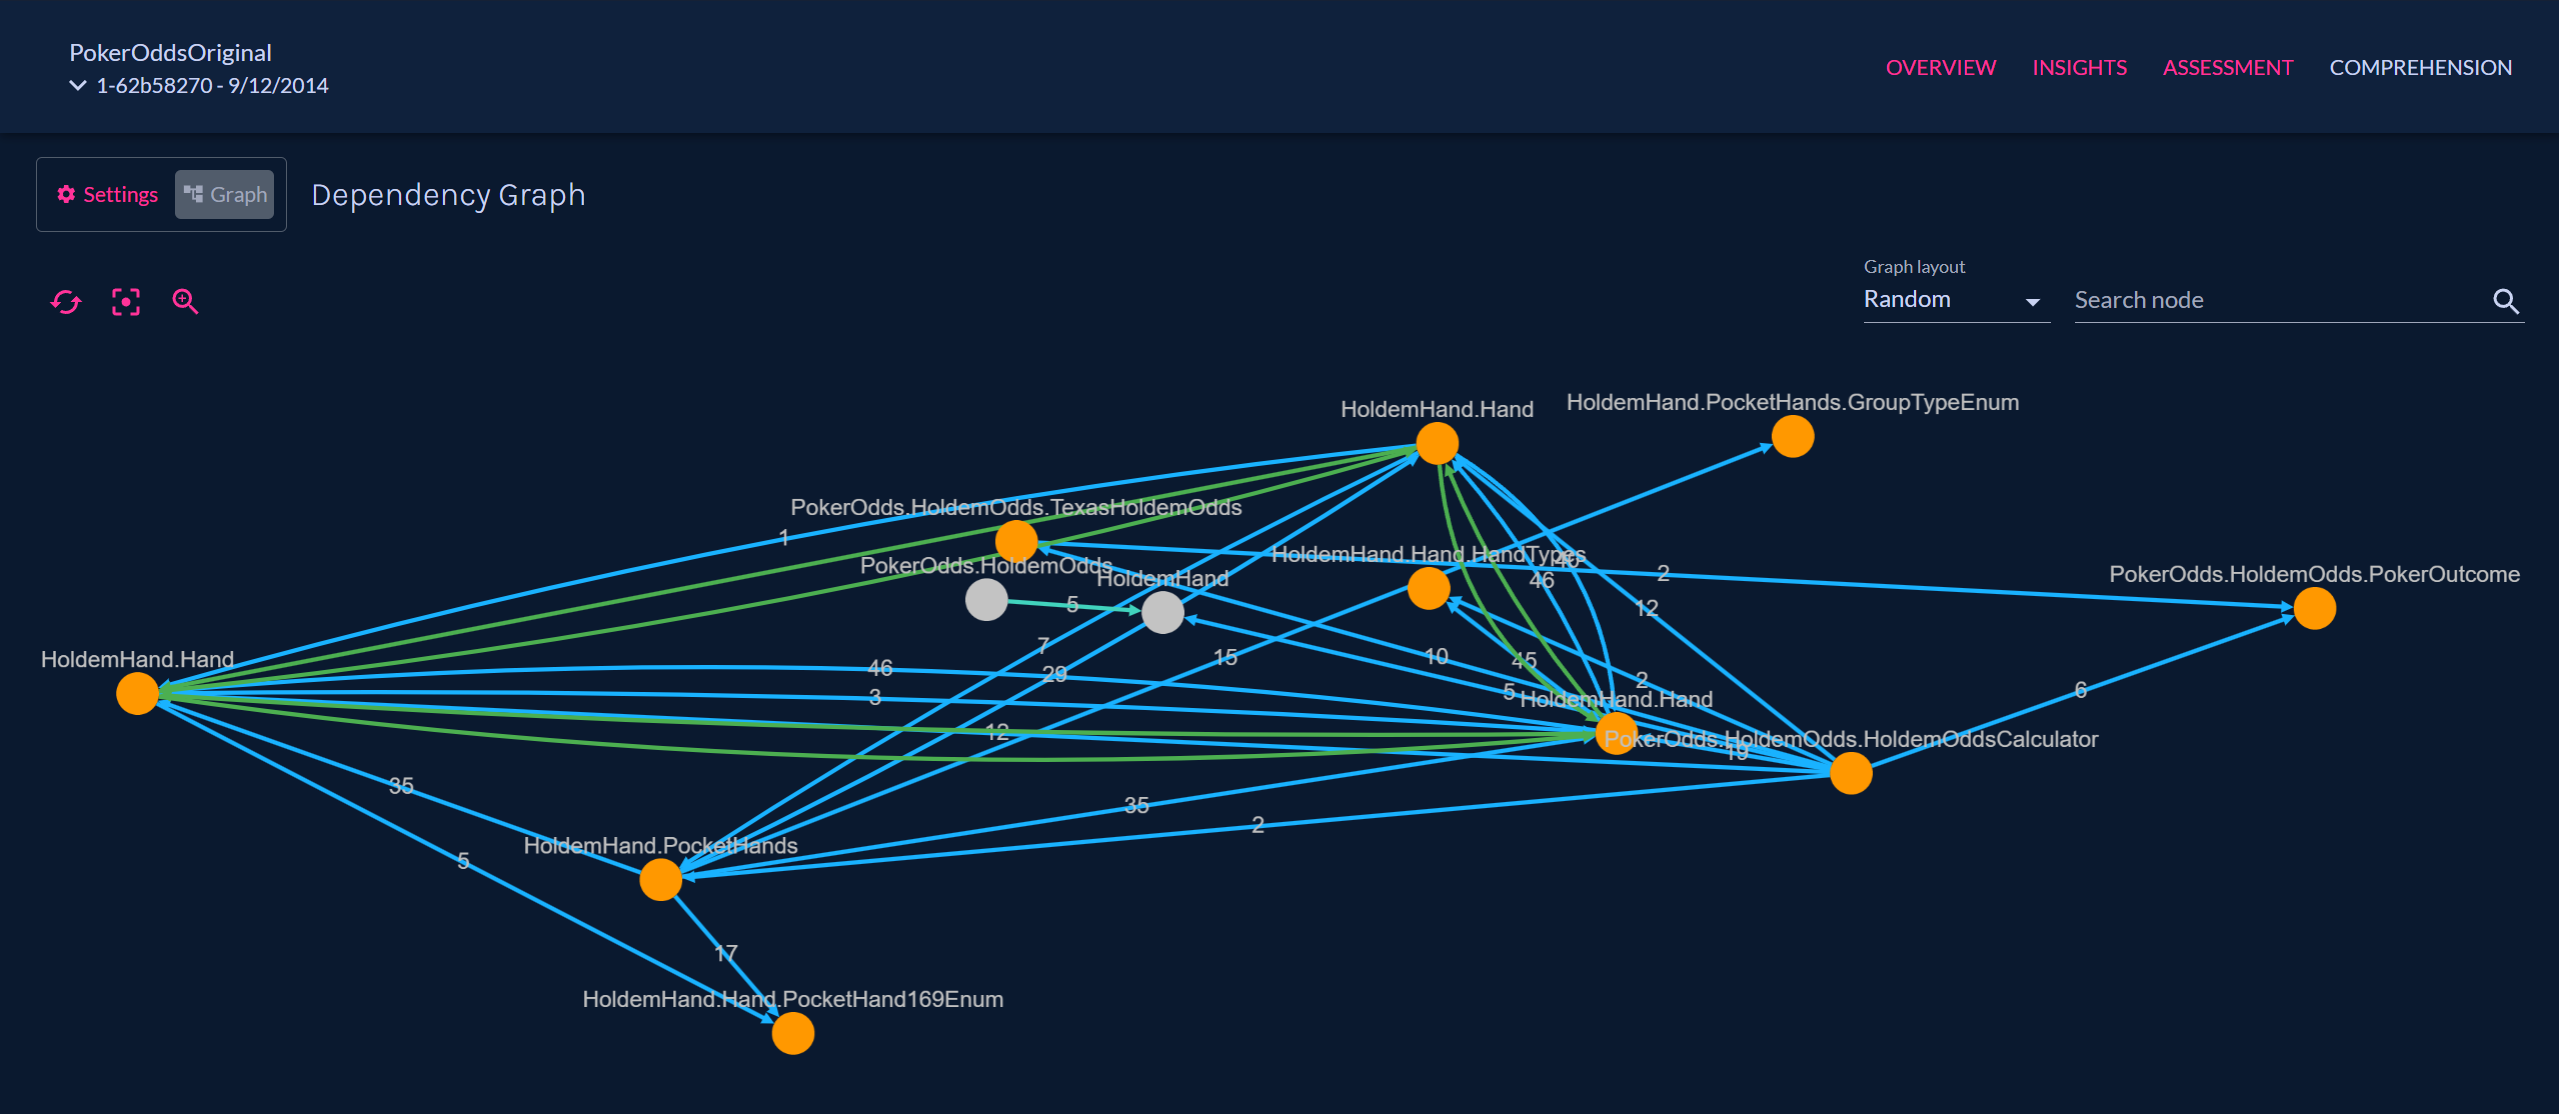 PokerOddsOriginal
1-62b58270 - 9/12/2014
OVERVIEW
INSIGHTS
ASSESSMENT
COMPREHENSION
Settings
Graph
Dependency Graph
Graph layout
Random
Search node
HoldemHand.PocketHands.GroupTypeEnum
HoldemHand.Hand
PokerOdds.HoldemOdds.TexasHoldemOdds
1
HoldemHand.Hand.HandTypes
PokerOdds.HoldemOdds
HoldemHand
46
2
PokerOdds.HoldemOdds.PokerOutcome
5
12
7
HoldemHand.Hand
46
29
15
10
45
2
3
5
HoldemHand.Hand
6
12
PokerOdds.HoldemOdds.HoldemOddsCalculator
35
35
2
HoldemHand.PocketHands
5
17
HoldemHand.Hand.PocketHand169Enum